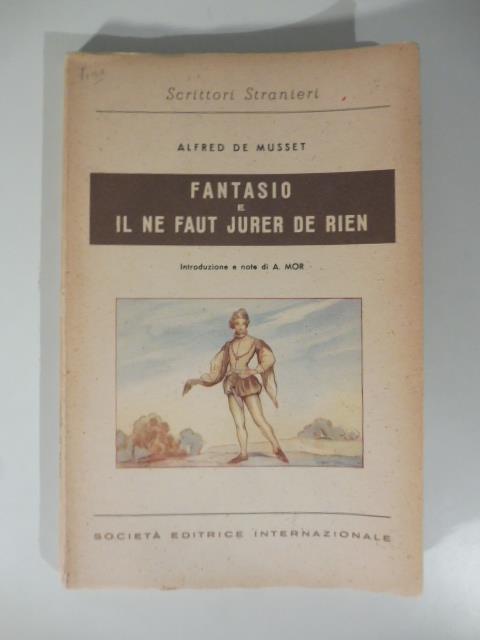 Scrittori Stranieri
ALFRED DE MUSSET
FANTASIO
E
IL NE FAUT JURER DE RIEN
Introduzione e note di A. MOR
SOCIETÀ EDITRICE INTERNAZIONALE